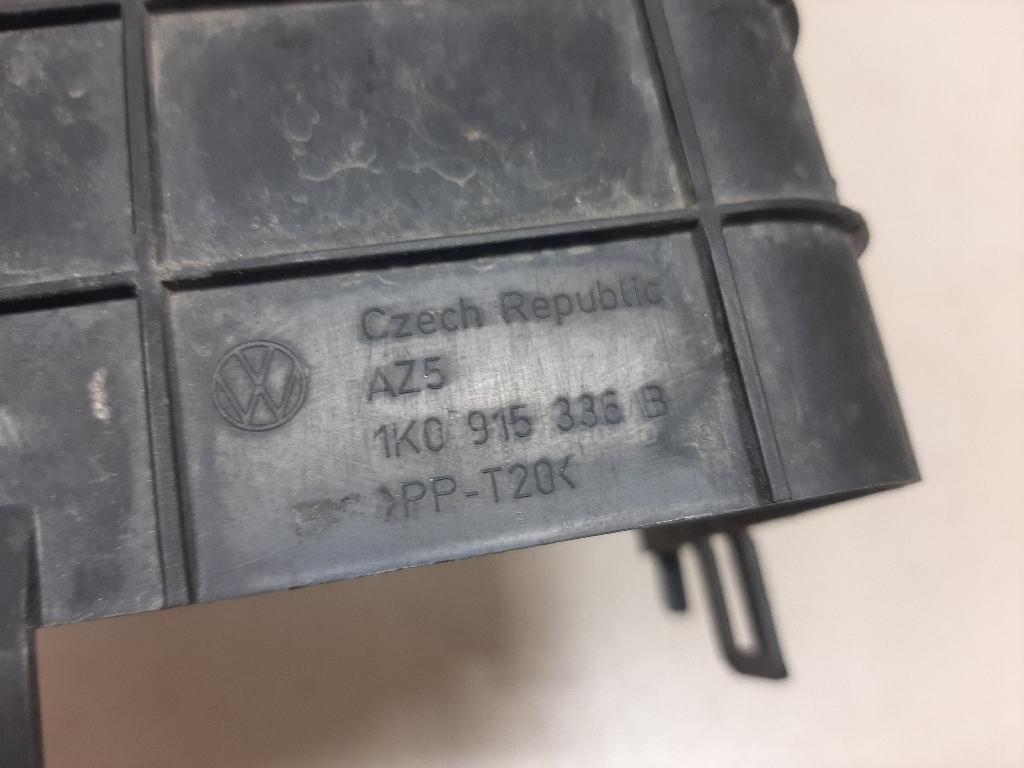 Czech Republic
AZ5
1K0 915 336 B
>PP-T20<